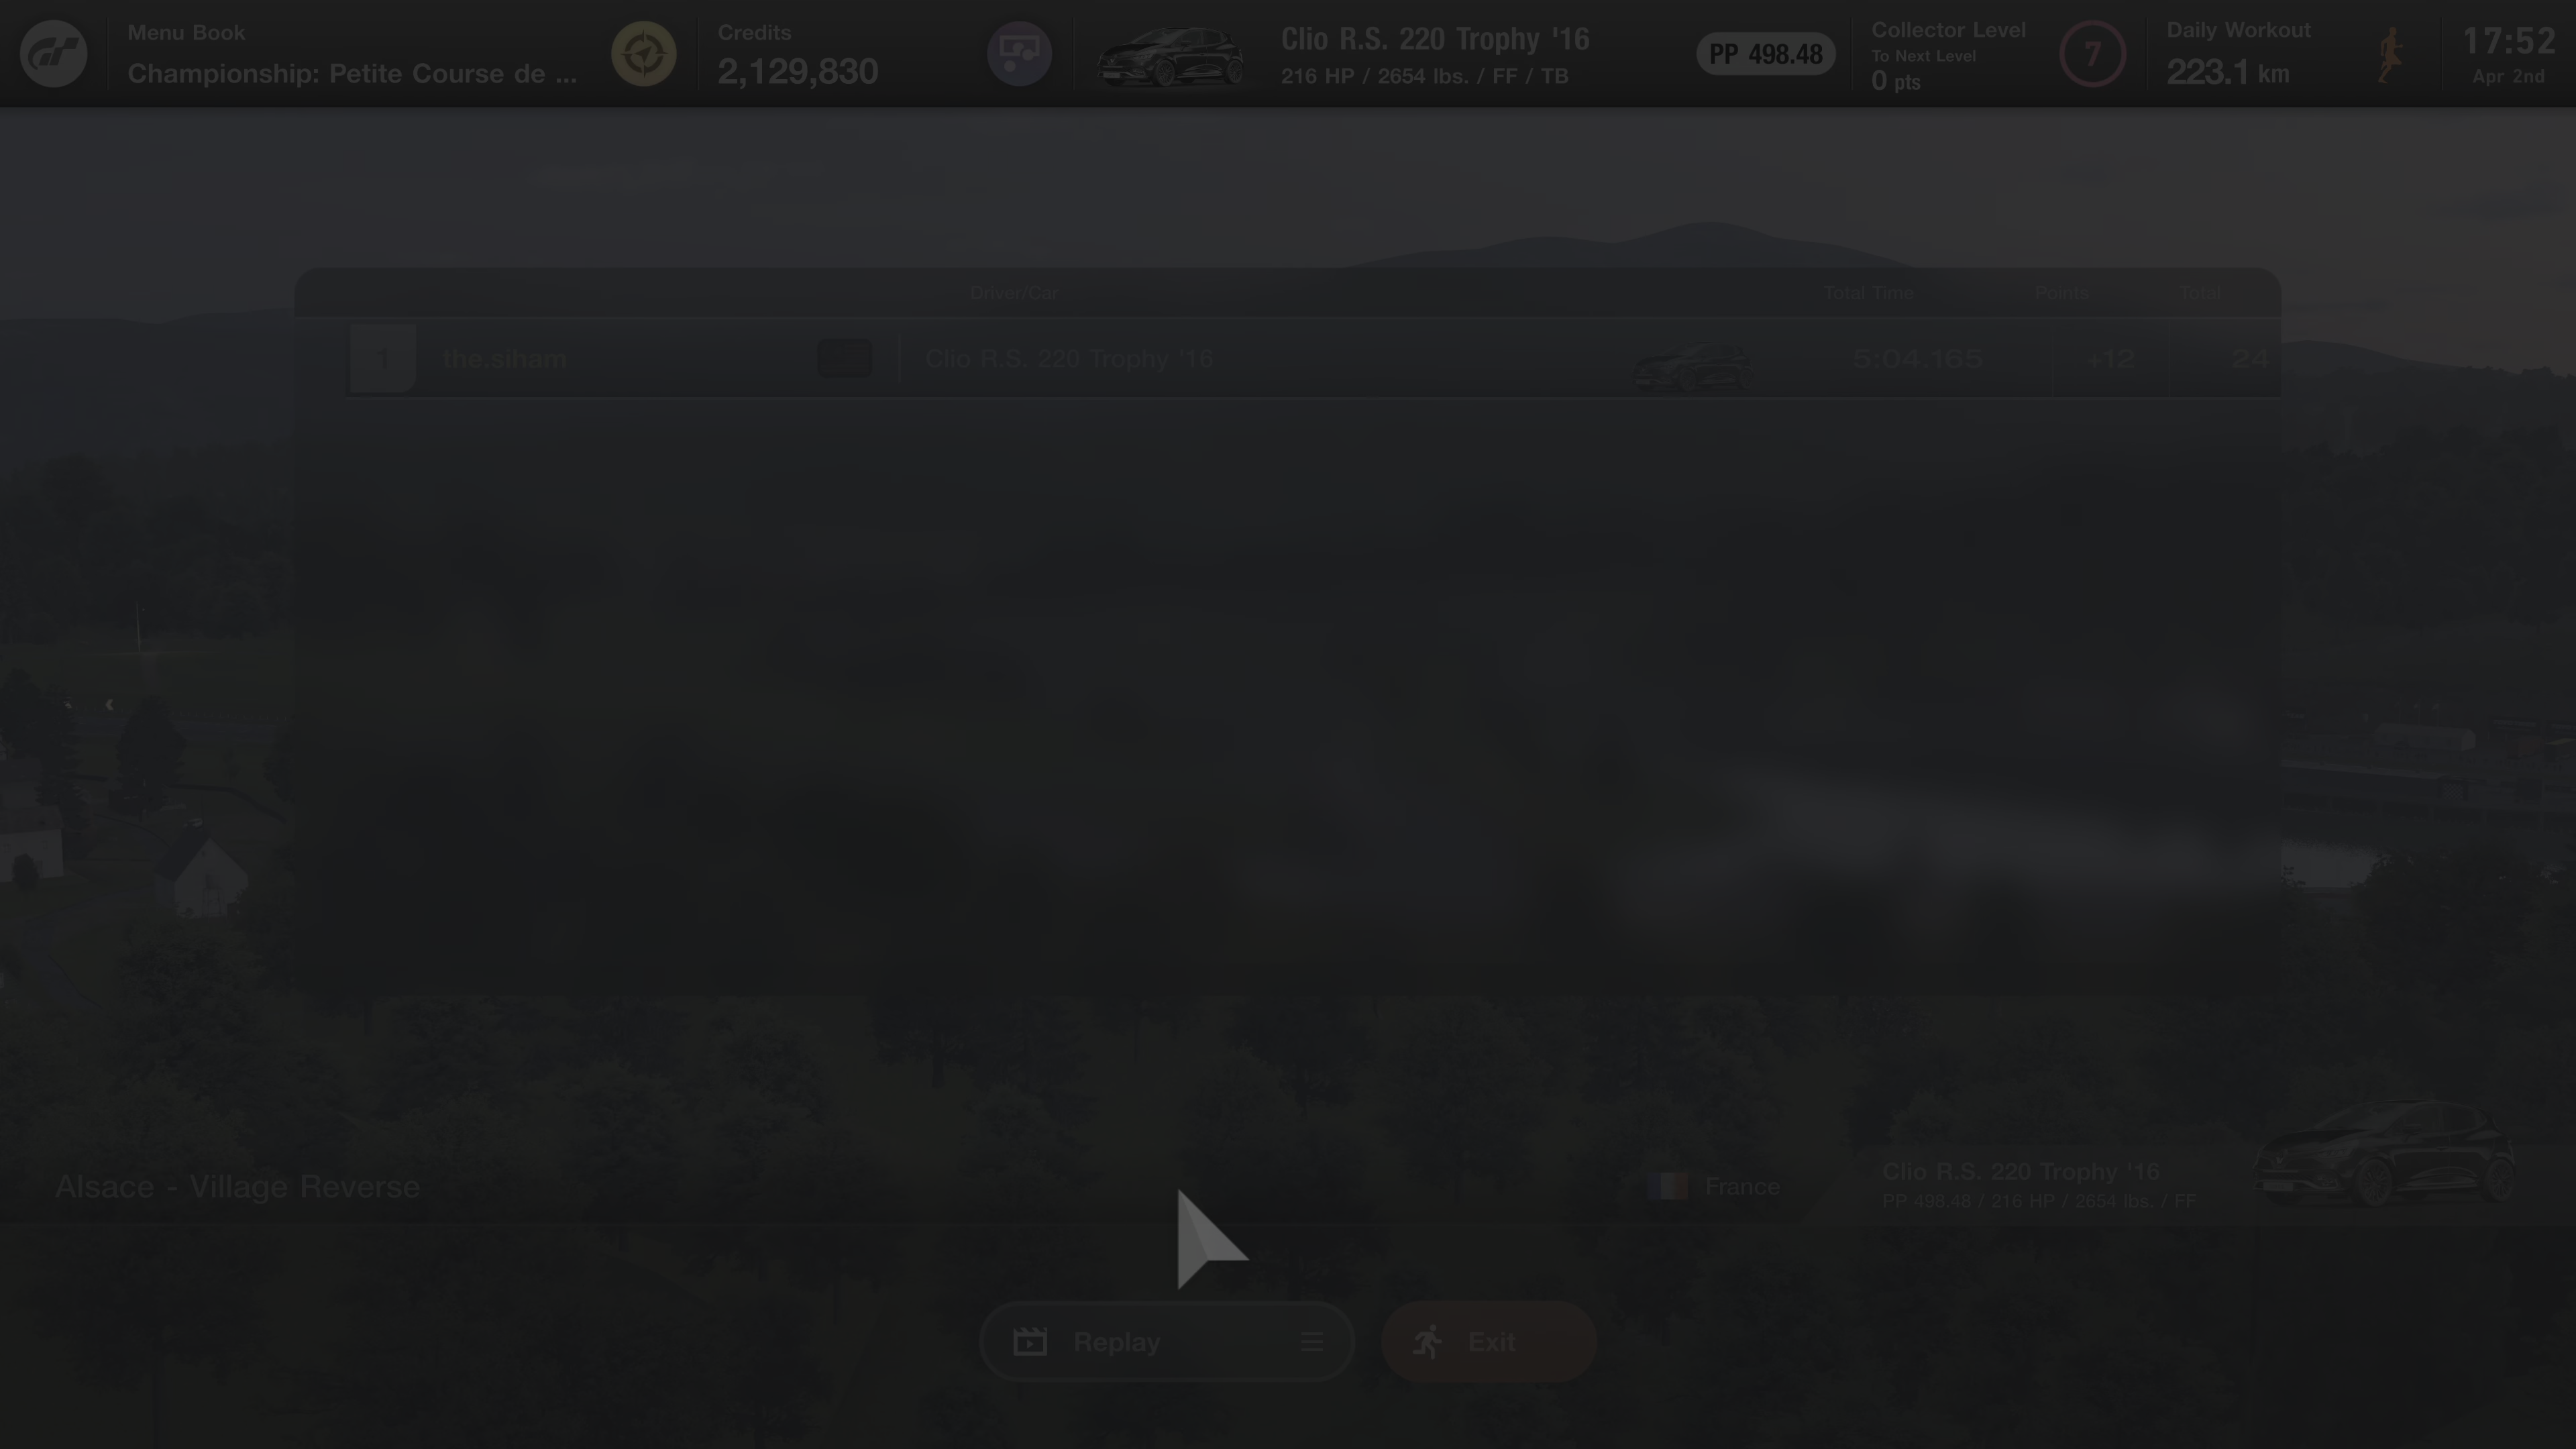 Menu Book
Championship: Petite Course de ...
Credits
2,129,830
Clio R.S. 220 Trophy '16
216 HP / 2654 lbs. / FF / TB
PP 498.48
Collector Level
To Next Level
0 pts
7
Daily Workout
223.1 km
17:52
Apr 2nd
Driver/Car Total Time Points Total
1 the.siham Clio R.S. 220 Trophy '16 5:04.165 +12 24
Alsace - Village Reverse
France
Clio R.S. 220 Trophy '16
PP 498.48 / 216 HP / 2654 lbs. / FF
Replay
Exit